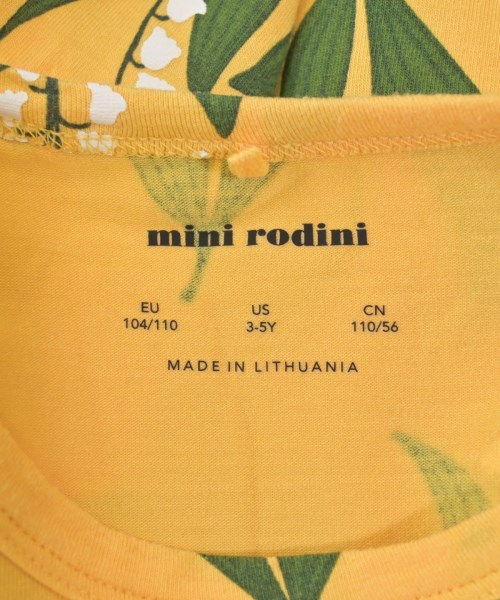 mini rodini
EU US CN
104/110 3-5Y 110/56
MADE IN LITHUANIA